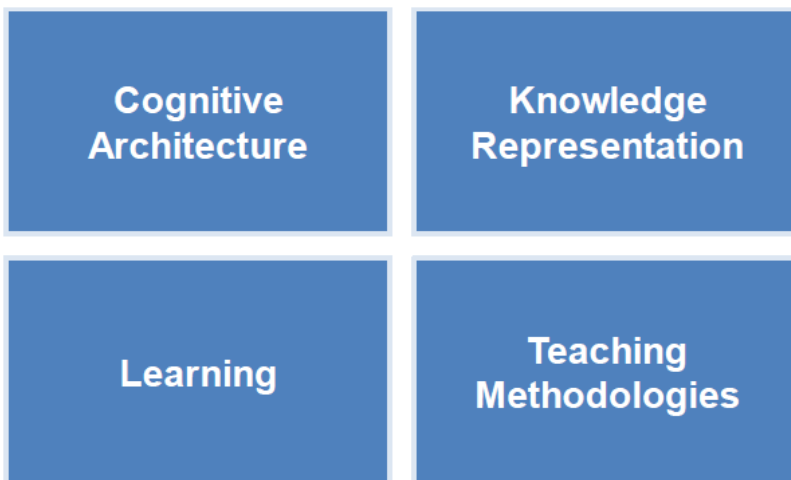 Cognitive
Architecture
Knowledge
Representation
Learning
Teaching
Methodologies